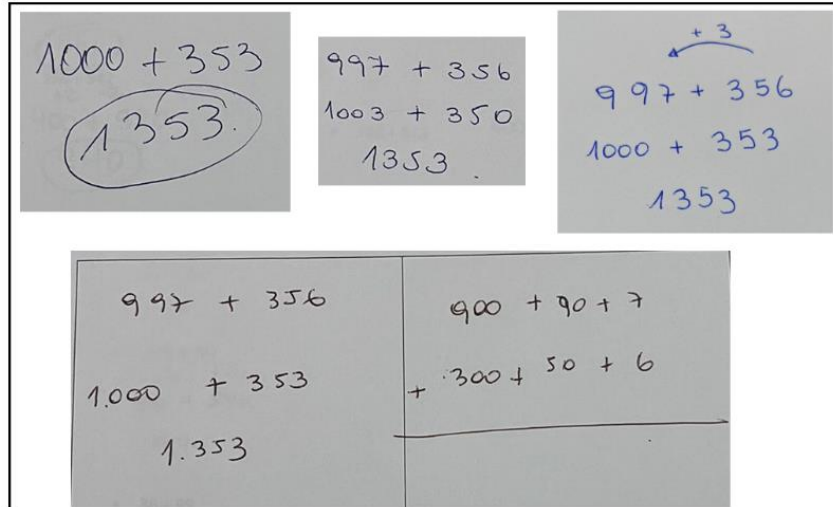 1000 + 353
1353.
997 + 356
1003 + 350
1353.
+ 3
997 + 356
1000 + 353
1353
997 + 356
1.000 + 353
1.353
900 + 90 + 7
+ 300 + 50 + 6